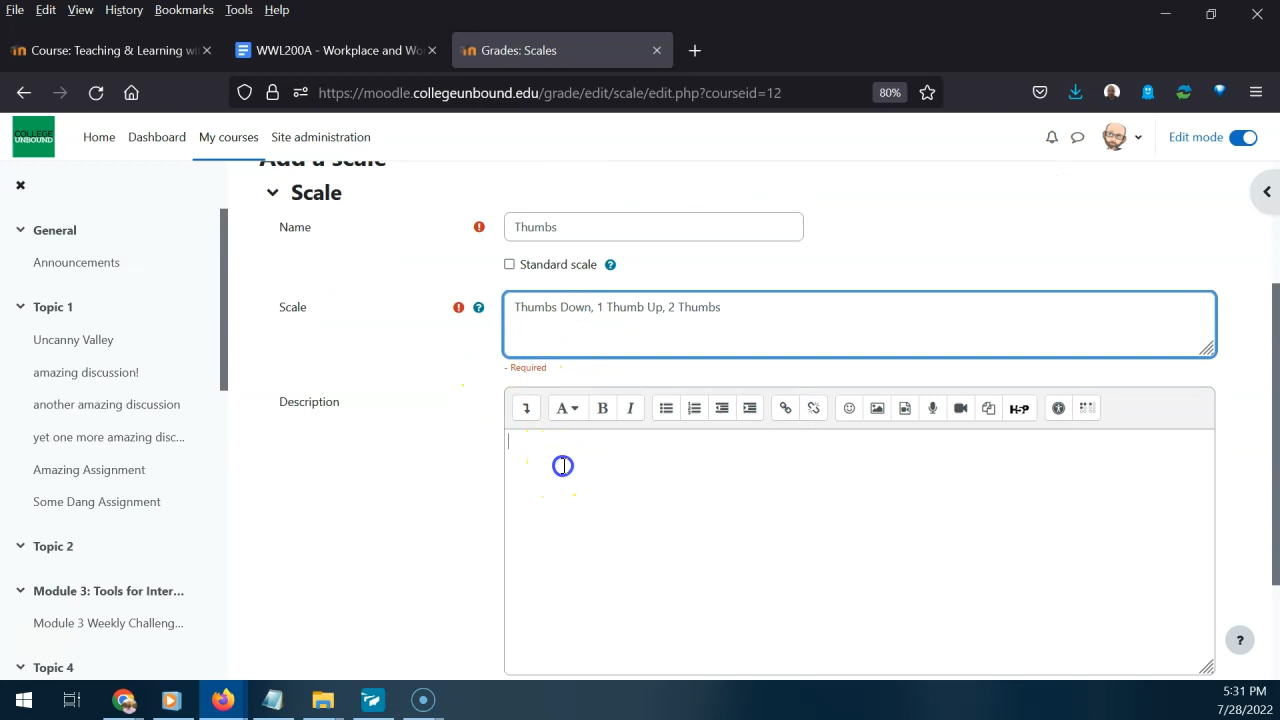 File Edit View History Bookmarks Tools Help
Course: Teaching & Learning wi
WWL200A - Workplace and Wo
Grades: Scales
https://moodle.collegeunbound.edu/grade/edit/scale/edit.php?courseid=12
80%
COLLEGE
UNBOUND
Home Dashboard My courses Site administration
Edit mode
Add a scale
Scale
Name
Thumbs
Standard scale
Scale
Thumbs Down, 1 Thumb Up, 2 Thumbs
- Required
Description
A B I
H5P
General
Announcements
Topic 1
Uncanny Valley
amazing discussion!
another amazing discussion
yet one more amazing disc...
Amazing Assignment
Some Dang Assignment
Topic 2
Module 3: Tools for Inter...
Module 3 Weekly Challeng...
Topic 4
?
5:31 PM
7/28/2022